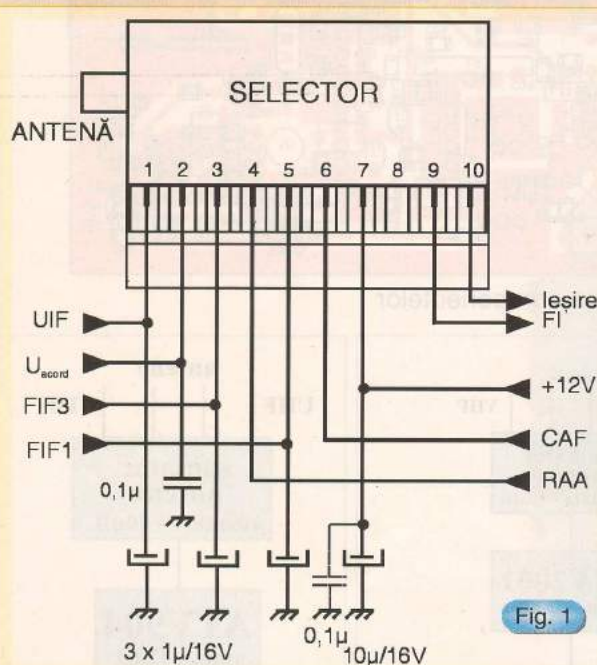 SELECTOR
ANTENĂ
1 2 3 4 5 6 7 8 9 10
UIF
Uacord
FIF3
FIF1
Ieșire
FI
+12V
CAF
RAA
0,1µ
0,1µ
3 x 1µ/16V
10µ/16V
Fig. 1